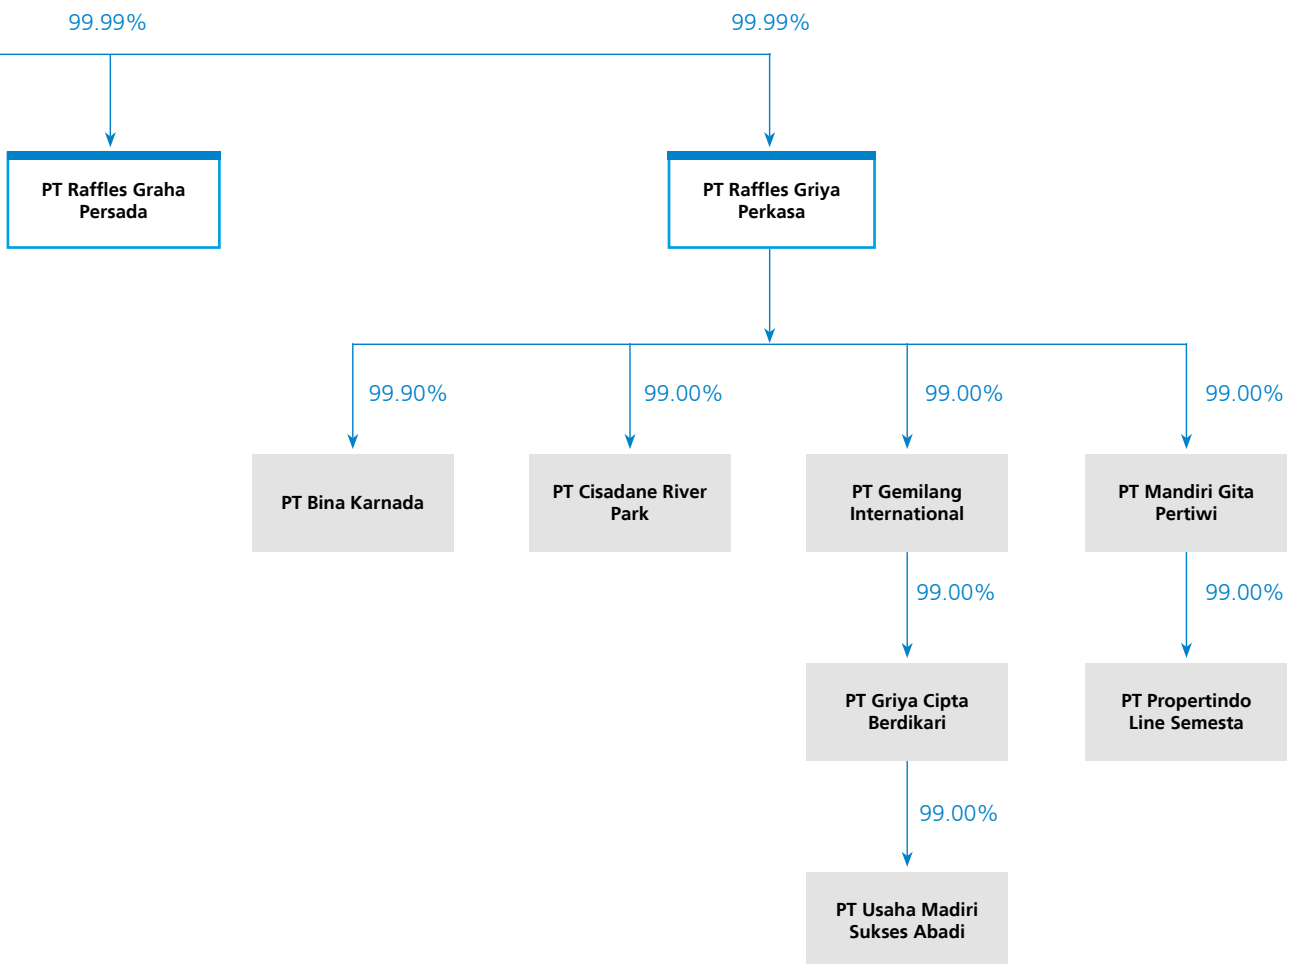 99.99%
99.99%
PT Raffles Graha
Persada
PT Raffles Griya
Perkasa
99.90%
99.00%
99.00%
99.00%
PT Bina Karnada
PT Cisadane River
Park
PT Gemilang
International
PT Mandiri Gita
Pertiwi
99.00%
99.00%
PT Griya Cipta
Berdikari
PT Propertindo
Line Semesta
99.00%
PT Usaha Madiri
Sukses Abadi